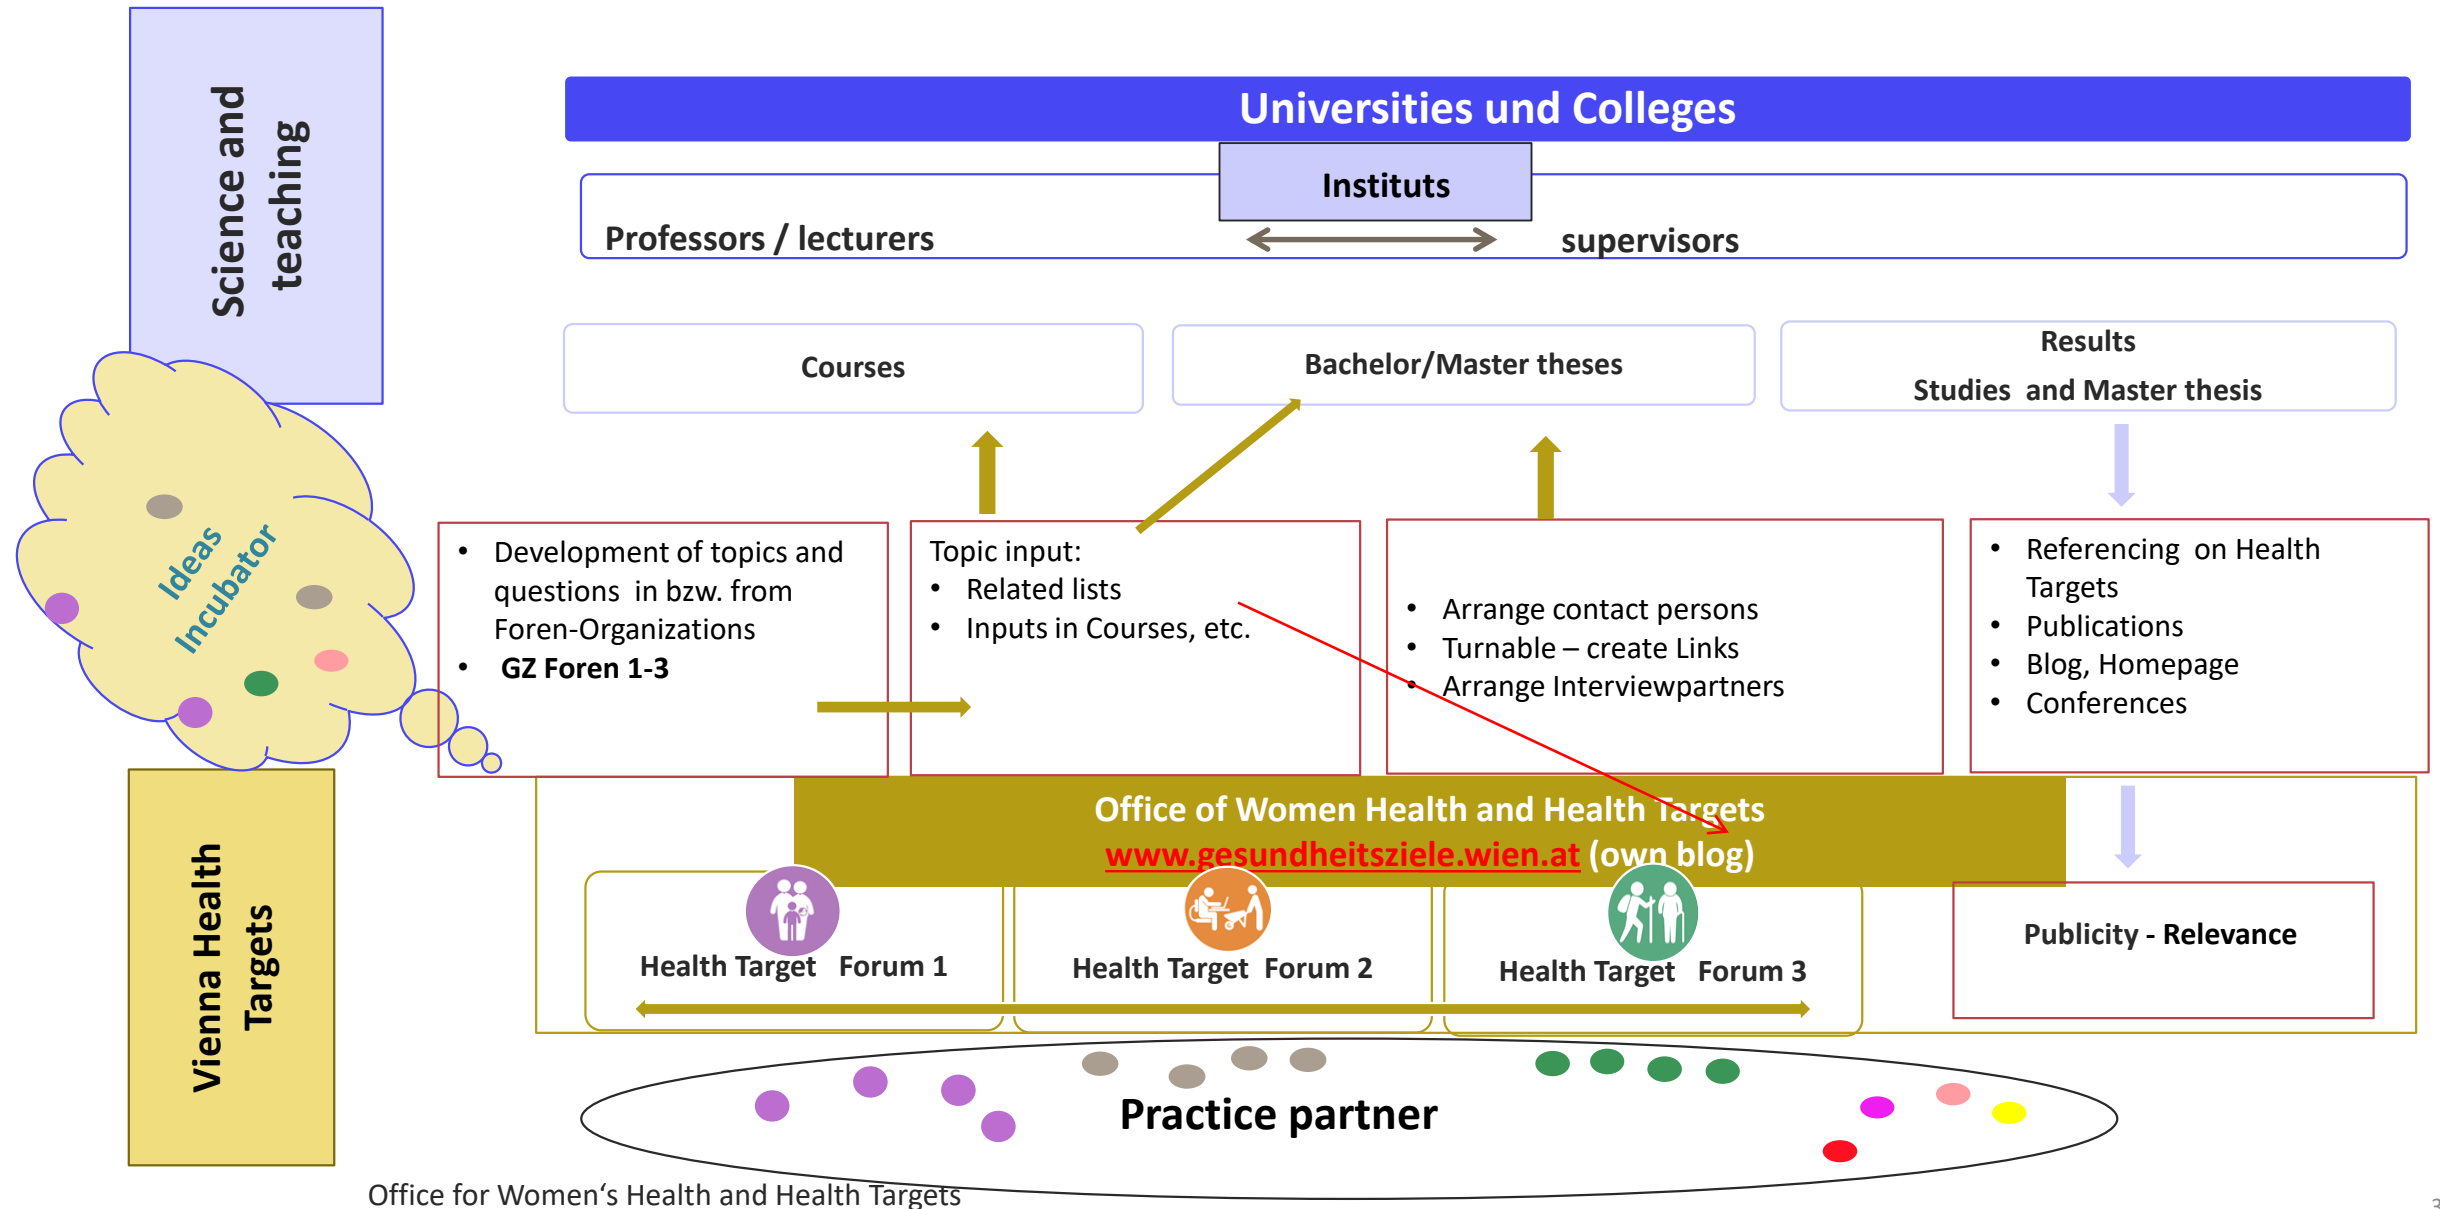 Science and
teaching
Universities und Colleges
Instituts
Professors / lecturers
supervisors
Courses
Bachelor/Master theses
Results
Studies and Master thesis
Ideas
Incubator
• Development of topics and
questions in bzw. from
Foren-Organizations
• GZ Foren 1-3
Topic input:
• Related lists
• Inputs in Courses, etc.
• Arrange contact persons
• Turnable – create Links
• Arrange Interviewpartners
• Referencing on Health
Targets
• Publications
• Blog, Homepage
• Conferences
Vienna Health
Targets
Office of Women Health and Health Targets
www.gesundheitsziele.wien.at (own blog)
Health Target Forum 1
Health Target Forum 2
Health Target Forum 3
Publicity - Relevance
Practice partner
Office for Women‘s Health and Health Targets
3